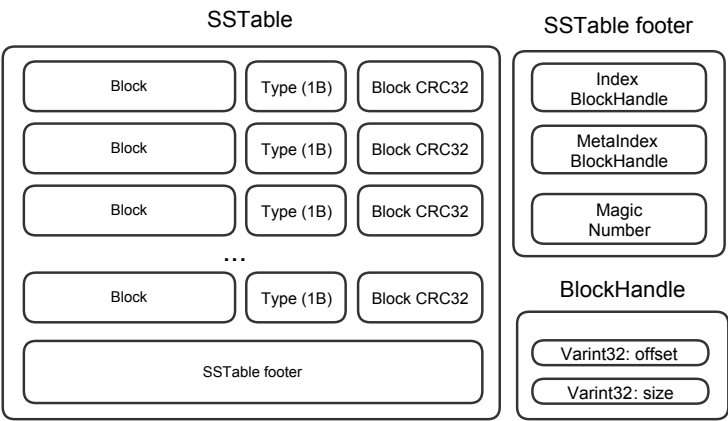 SSTable
Block
Type (1B)
Block CRC32
Block
Type (1B)
Block CRC32
Block
Type (1B)
Block CRC32
...
Block
Type (1B)
Block CRC32
SSTable footer
SSTable footer
Index
BlockHandle
MetaIndex
BlockHandle
Magic
Number
BlockHandle
Varint32: offset
Varint32: size